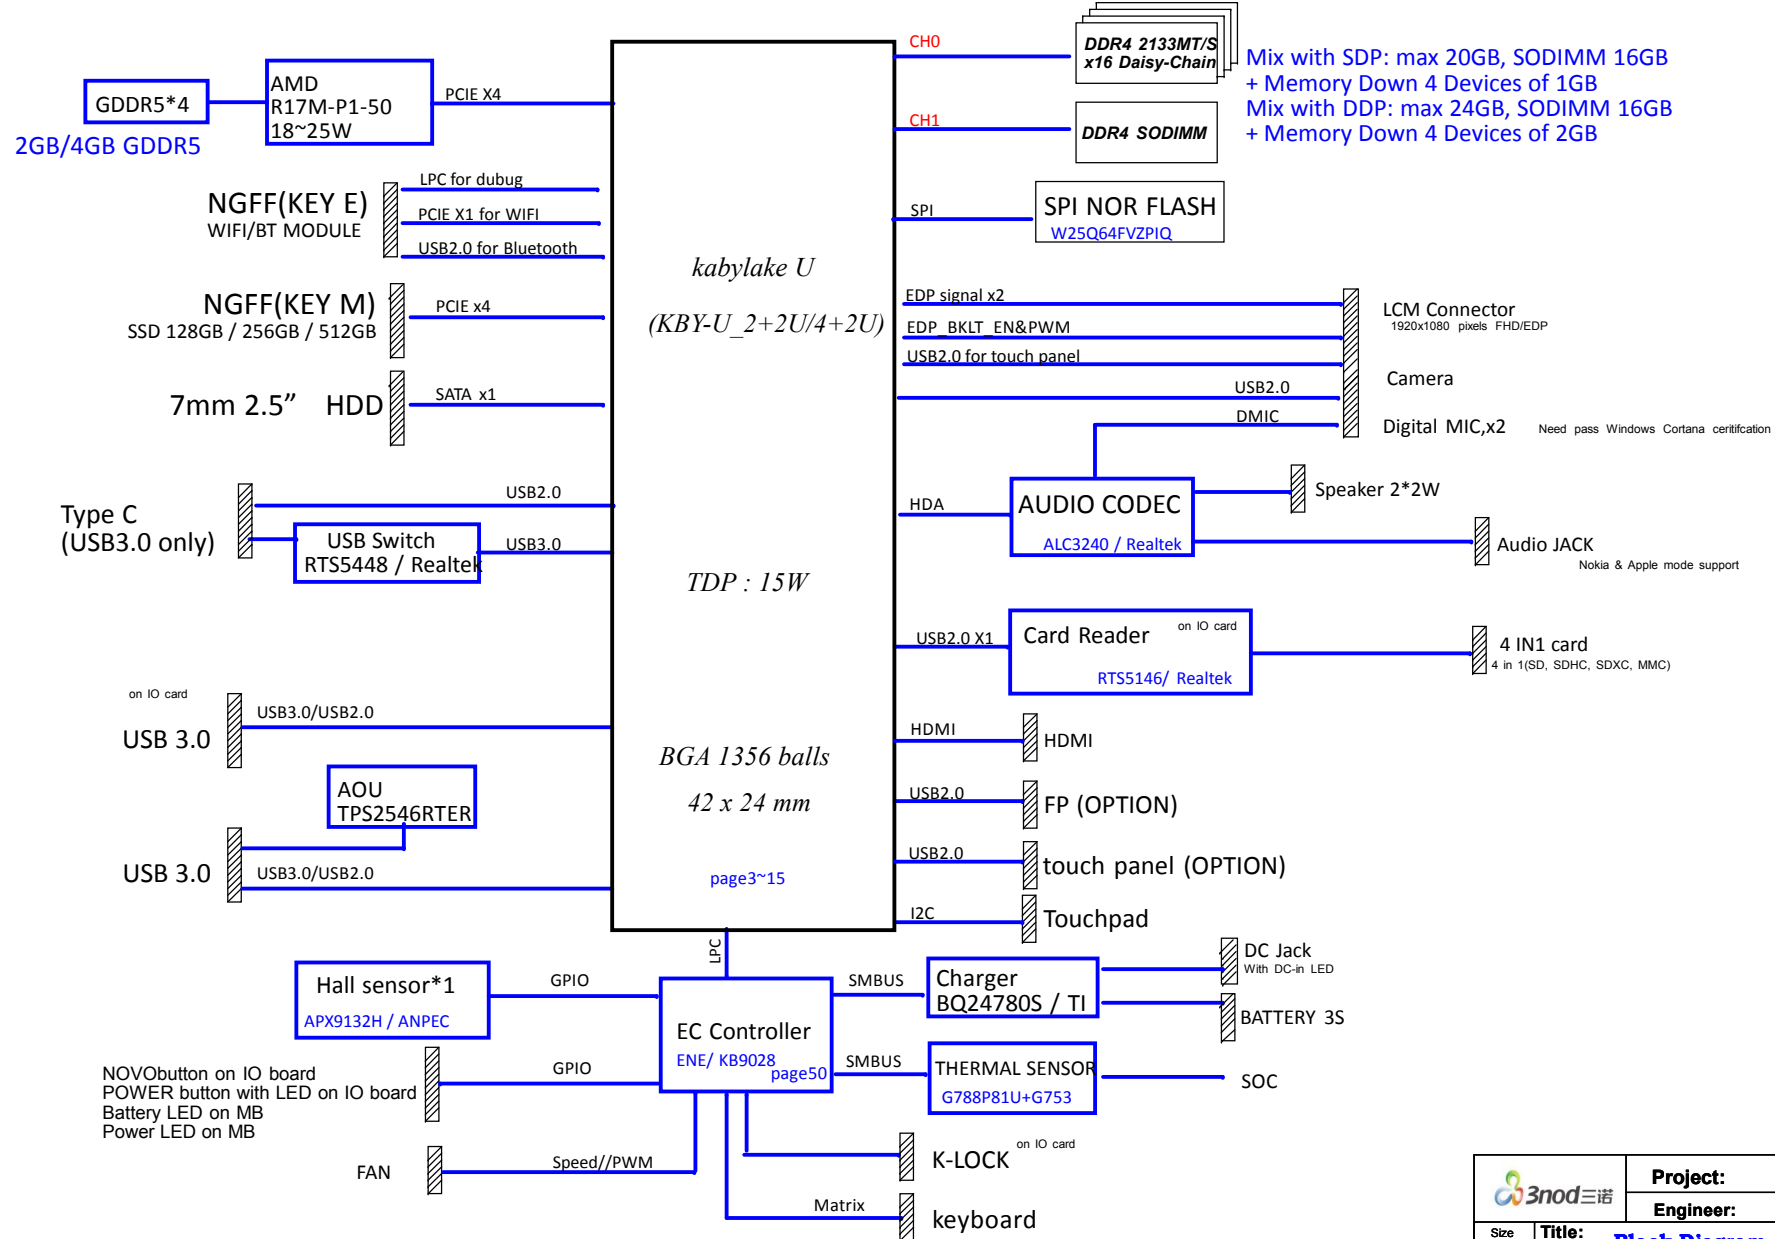 CH0
DDR4 2133MT/S
x16 Daisy-Chain
Mix with SDP: max 20GB, SODIMM 16GB
+ Memory Down 4 Devices of 1GB
Mix with DDP: max 24GB, SODIMM 16GB
+ Memory Down 4 Devices of 2GB
CH1
DDR4 SODIMM
GDDR5*4
2GB/4GB GDDR5
AMD
R17M-P1-50
18~25W
PCIE X4
NGFF(KEY E)
WIFI/BT MODULE
LPC for dubug
PCIE X1 for WIFI
USB2.0 for Bluetooth
SPI
SPI NOR FLASH
W25Q64FVZPIQ
kabylake U
(KBY-U_2+2U/4+2U)
TDP : 15W
BGA 1356 balls
42 x 24 mm
page3~15
NGFF(KEY M)
SSD 128GB / 256GB / 512GB
PCIE x4
EDP signal x2
EDP_BKLT_EN&PWM
USB2.0 for touch panel
USB2.0
DMIC
LCM Connector
1920x1080 pixels FHD/EDP
Camera
Digital MIC,x2
Need pass Windows Cortana ceritifcation
7mm 2.5” HDD
SATA x1
Type C
(USB3.0 only)
USB2.0
USB Switch
RTS5448 / Realtek
USB3.0
HDA
AUDIO CODEC
ALC3240 / Realtek
Speaker 2*2W
Audio JACK
Nokia & Apple mode support
USB2.0 X1
Card Reader
on IO card
RTS5146/ Realtek
4 IN1 card
4 in 1(SD, SDHC, SDXC, MMC)
on IO card
USB 3.0
USB3.0/USB2.0
HDMI
HDMI
AOU
TPS2546RTER
USB2.0
FP (OPTION)
USB 3.0
USB3.0/USB2.0
USB2.0
touch panel (OPTION)
I2C
Touchpad
LPC
Hall sensor*1
APX9132H / ANPEC
GPIO
EC Controller
ENE/ KB9028
page50
SMBUS
Charger
BQ24780S / TI
DC Jack
With DC-in LED
BATTERY 3S
NOVObutton on IO board
POWER button with LED on IO board
Battery LED on MB
Power LED on MB
GPIO
SMBUS
THERMAL SENSOR
G788P81U+G753
SOC
FAN
Speed//PWM
K-LOCK
on IO card
Matrix
keyboard
3nod三诺
Project:
Engineer:
Size
Title:
Block Diagram